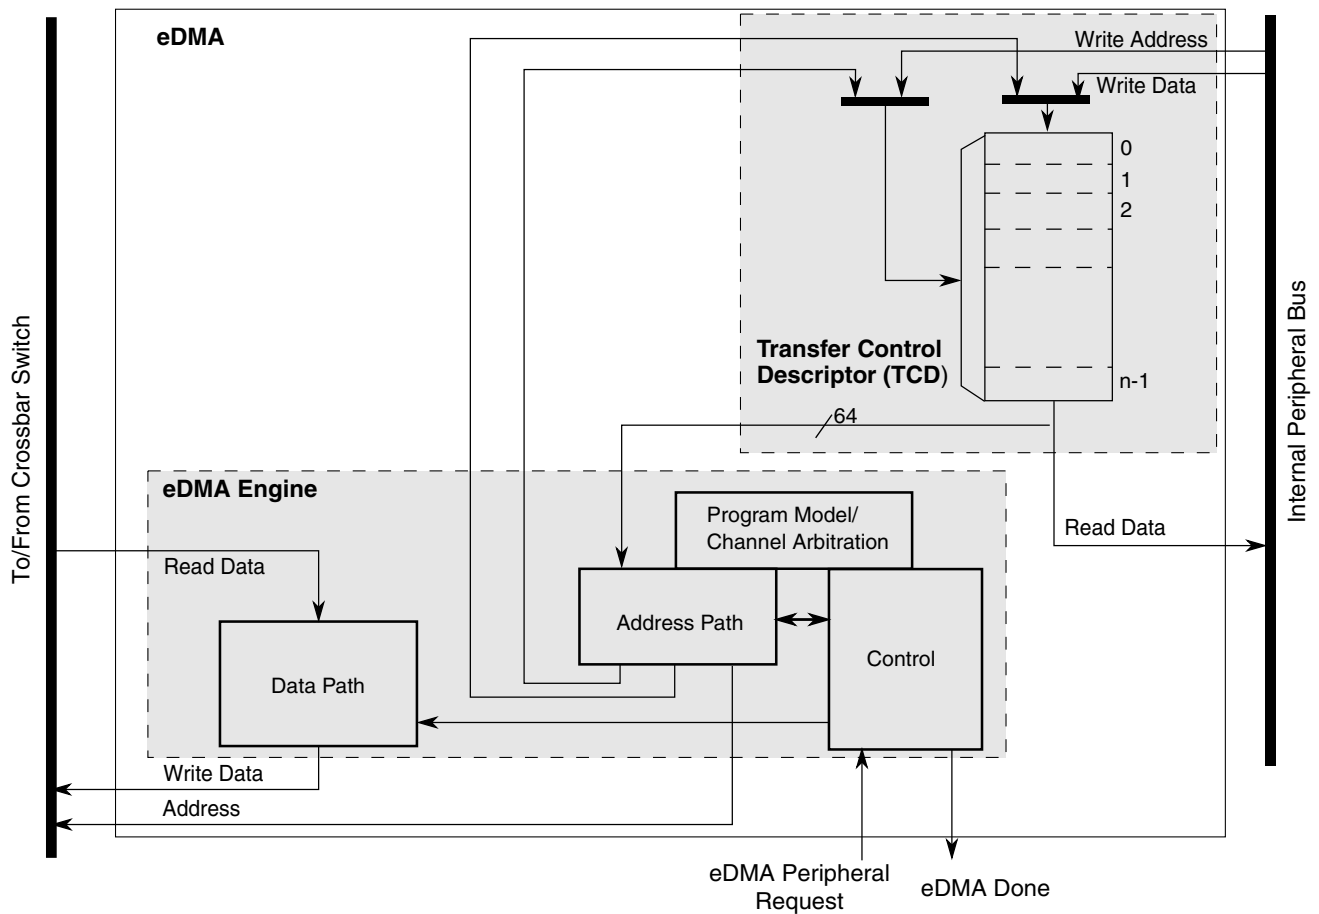 eDMA
Write Address
Write Data
0
1
2
n-1
Transfer Control
Descriptor (TCD)
64
eDMA Engine
Program Model/
Channel Arbitration
Read Data
Read Data
Address Path
Control
Data Path
Write Data
Address
eDMA Peripheral
Request
eDMA Done
To/From Crossbar Switch
Internal Peripheral Bus